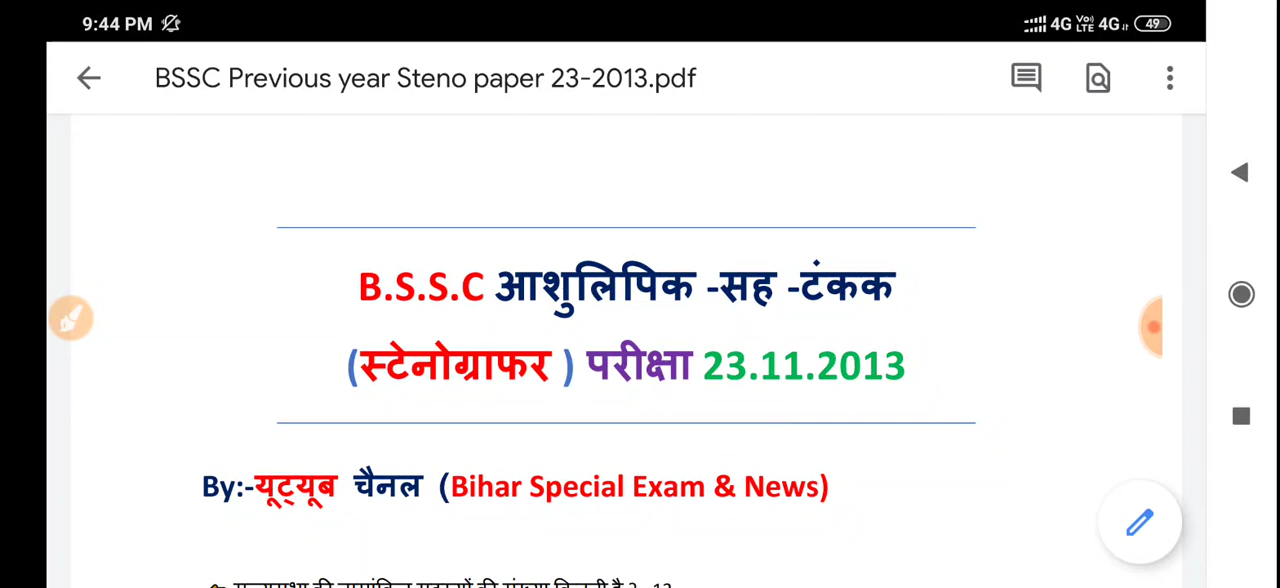 9:44 PM 4G VoLTE 4G 49
BSSC Previous year Steno paper 23-2013.pdf
B.S.S.C आशुलिपिक -सह -टंकक
(स्टेनोग्राफर ) परीक्षा 23.11.2013
By:-यूट्यूब चैनल (Bihar Special Exam & News)